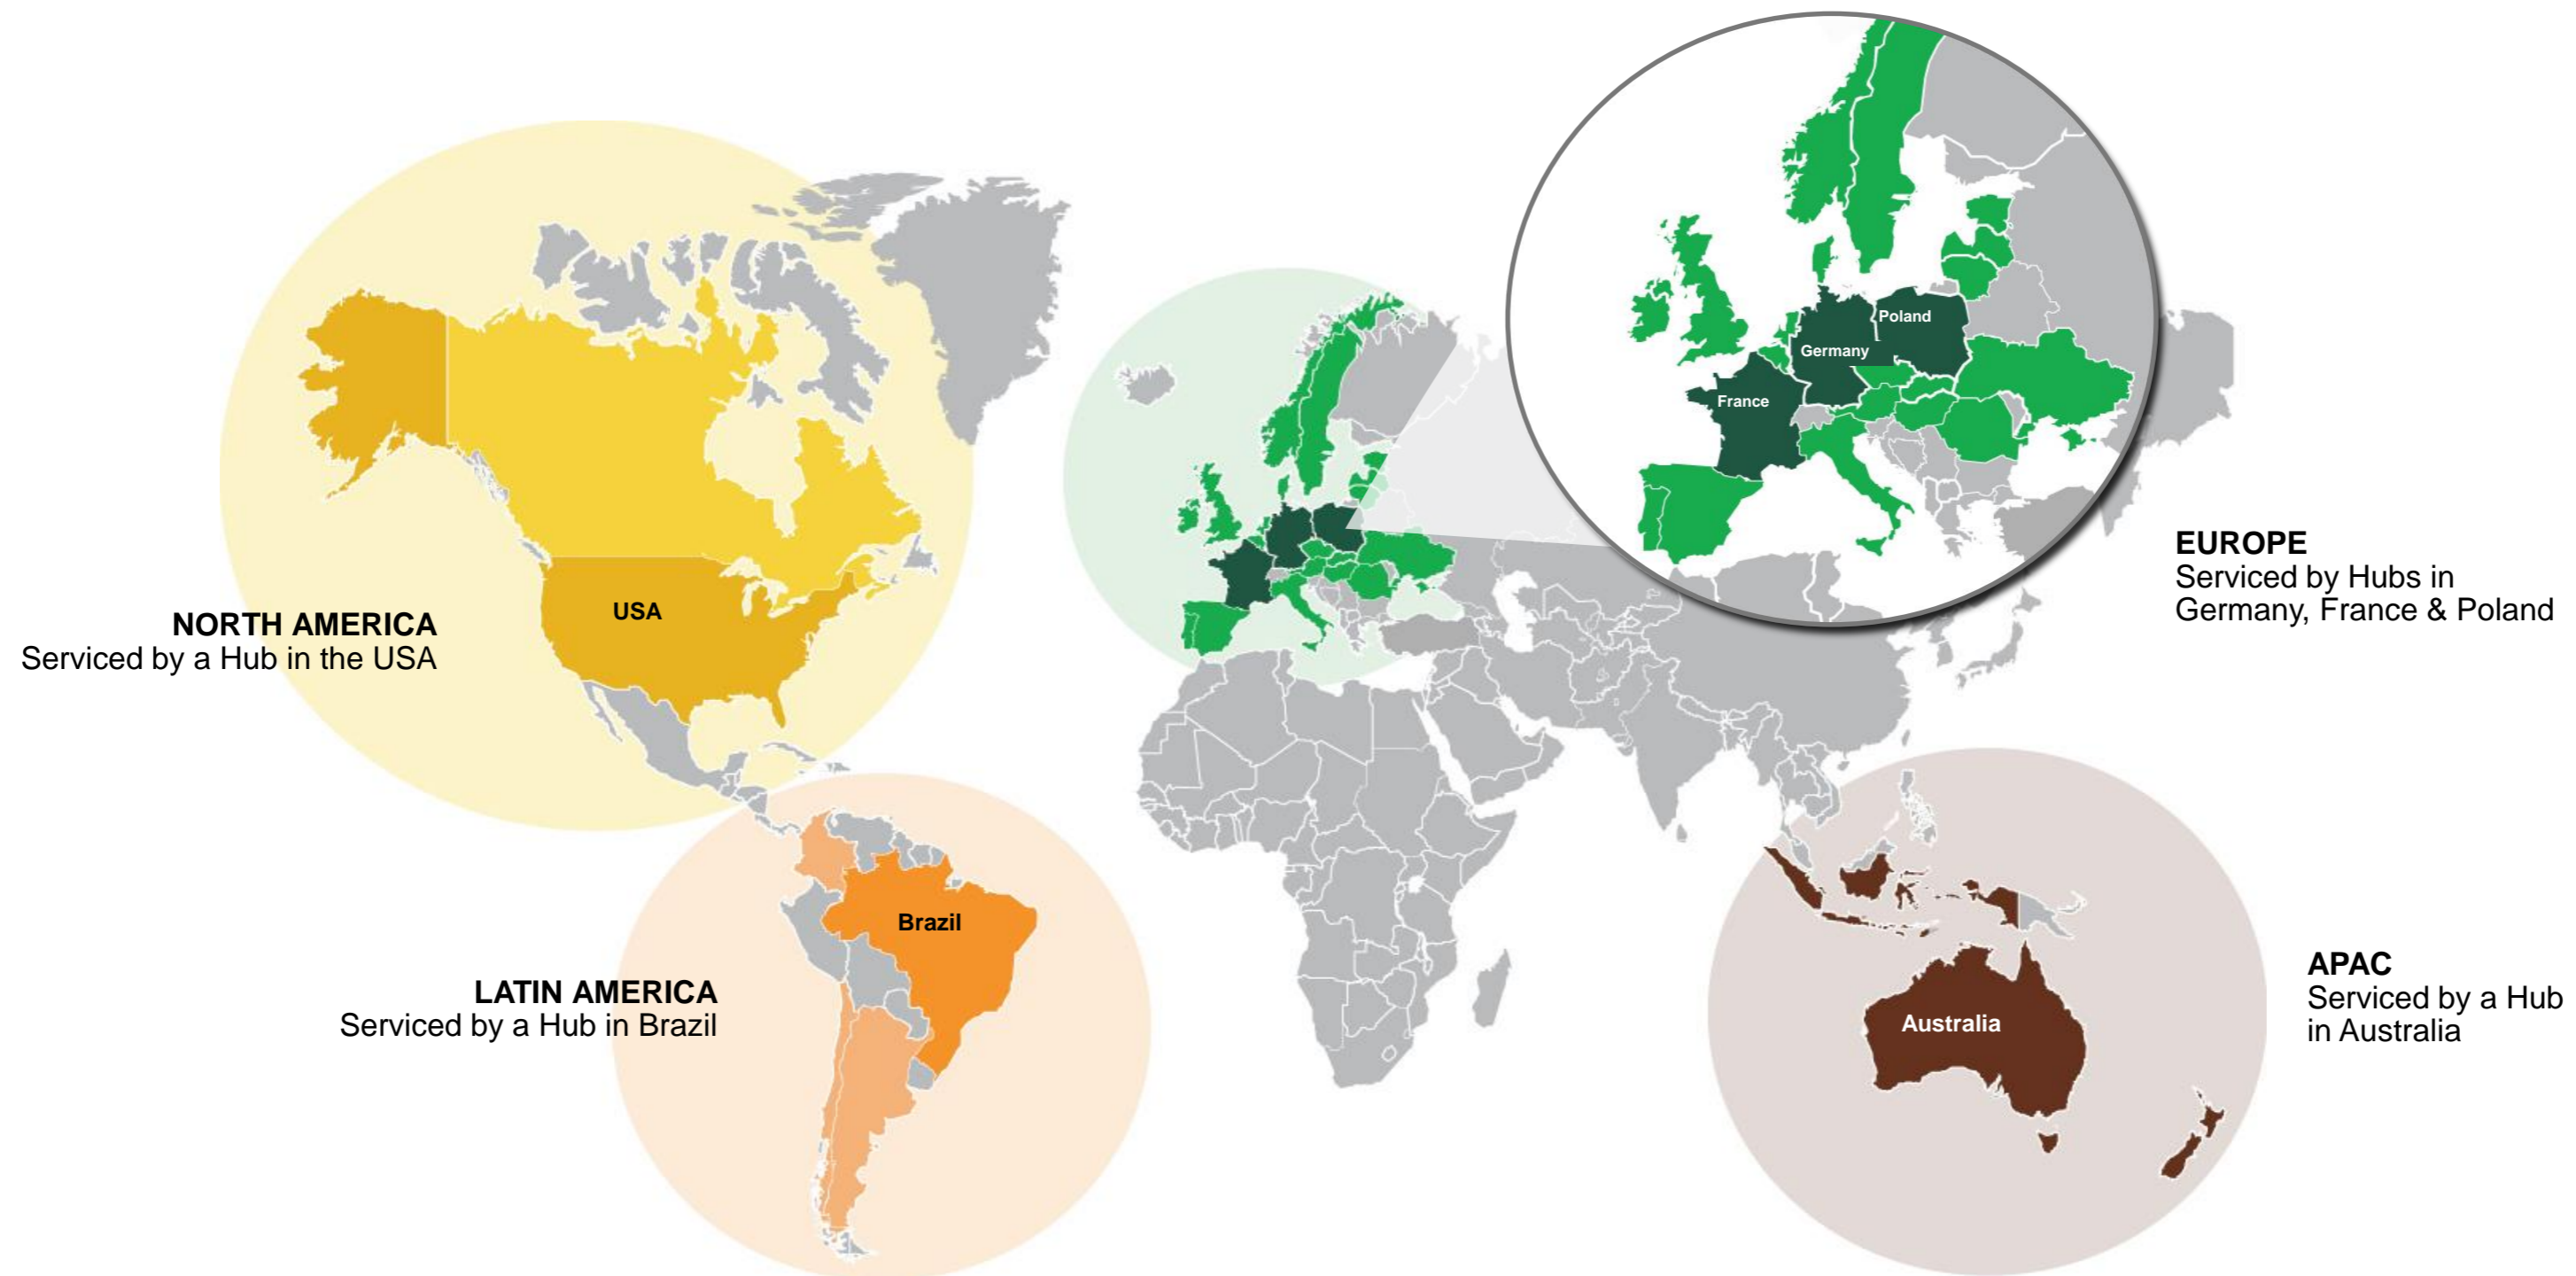 Poland
Germany
France
EUROPE
Serviced by Hubs in
Germany, France & Poland
NORTH AMERICA
Serviced by a Hub in the USA
USA
Brazil
LATIN AMERICA
Serviced by a Hub in Brazil
APAC
Serviced by a Hub
in Australia
Australia